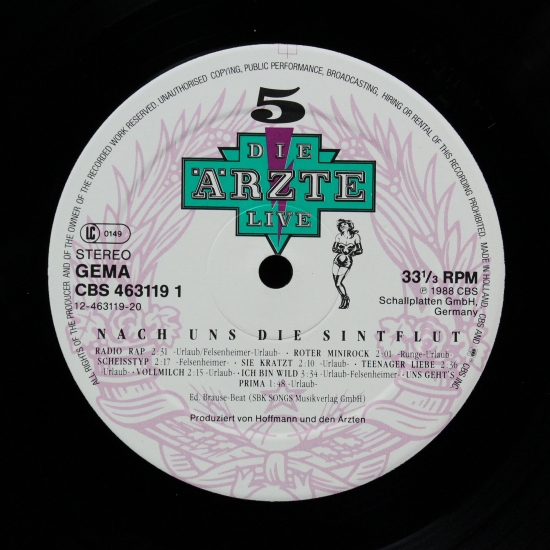 ALL RIGHTS OF THE PRODUCER AND OF THE OWNER OF THE RECORDED WORK RESERVED. UNAUTHORISED COPYING, PUBLIC PERFORMANCE, BROADCASTING, HIRING OR RENTAL OF THIS RECORDING PROHIBITED. MADE IN HOLLAND. CBS AND CBS INC.
5
DIE
ÄRZTE
LIVE
LC 0149
STEREO
GEMA
CBS 463119 1
12-463119-20
33 1/3 RPM
℗ 1988 CBS
Schallplatten GmbH,
Germany
NACH UNS DIE SINTFLUT
RADIO RAP 2:31 -Urlaub/Felsenheimer-Urlaub- · ROTER MINIROCK 2:01 -Runge-Urlaub-
· SCHEISSTYP 2:17 -Felsenheimer-Urlaub- · SIE KRATZT 2:10 -Urlaub- · TEENAGER LIEBE 2:36
-Urlaub- · VOLLMILCH 2:15 -Urlaub- · ICH BIN WILD 3:34 -Urlaub-Felsenheimer- · UNS GEHT'S
PRIMA 1:48 -Urlaub-
Ed. Brause-Beat (SBK SONGS Musikverlag GmbH)
Produziert von Hoffmann und den Ärzten